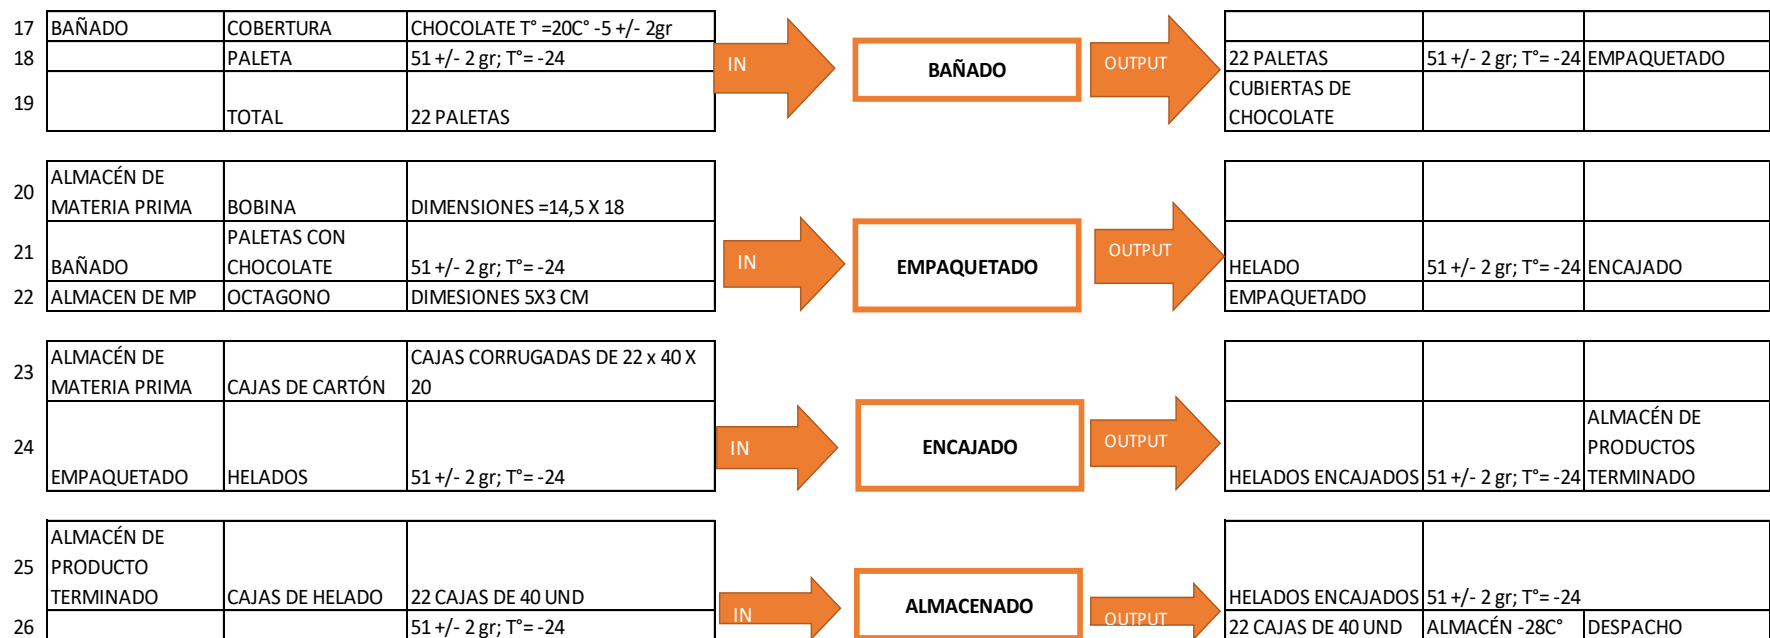 17 BAÑADO COBERTURA CHOCOLATE T° =20C° -5 +/- 2gr
18 PALETA 51 +/- 2 gr; T°= -24 IN BAÑADO OUTPUT 22 PALETAS 51 +/- 2 gr; T°= -24 EMPAQUETADO
CUBIERTAS DE
19 TOTAL 22 PALETAS CHOCOLATE
ALMACÉN DE
20 MATERIA PRIMA BOBINA DIMENSIONES =14,5 X 18
PALETAS CON
21 BAÑADO CHOCOLATE 51 +/- 2 gr; T°= -24 IN EMPAQUETADO OUTPUT HELADO 51 +/- 2 gr; T°= -24 ENCAJADO
22 ALMACEN DE MP OCTAGONO DIMESIONES 5X3 CM EMPAQUETADO
ALMACÉN DE CAJAS CORRUGADAS DE 22 x 40 X
23 MATERIA PRIMA CAJAS DE CARTÓN 20
ALMACÉN DE
24 IN ENCAJADO OUTPUT PRODUCTOS
EMPAQUETADO HELADOS 51 +/- 2 gr; T°= -24 HELADOS ENCAJADOS 51 +/- 2 gr; T°= -24 TERMINADO
ALMACÉN DE
25 PRODUCTO
TERMINADO CAJAS DE HELADO 22 CAJAS DE 40 UND IN ALMACENADO OUTPUT HELADOS ENCAJADOS 51 +/- 2 gr; T°= -24
26 51 +/- 2 gr; T°= -24 22 CAJAS DE 40 UND ALMACÉN -28C° DESPACHO